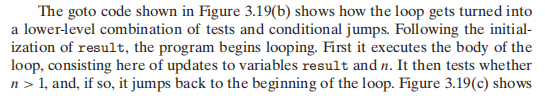 The goto code shown in Figure 3.19(b) shows how the loop gets turned into
a lower-level combination of tests and conditional jumps. Following the initial-
ization of result, the program begins looping. First it executes the body of the
loop, consisting here of updates to variables result and n. It then tests whether
n > 1, and, if so, it jumps back to the beginning of the loop. Figure 3.19(c) shows